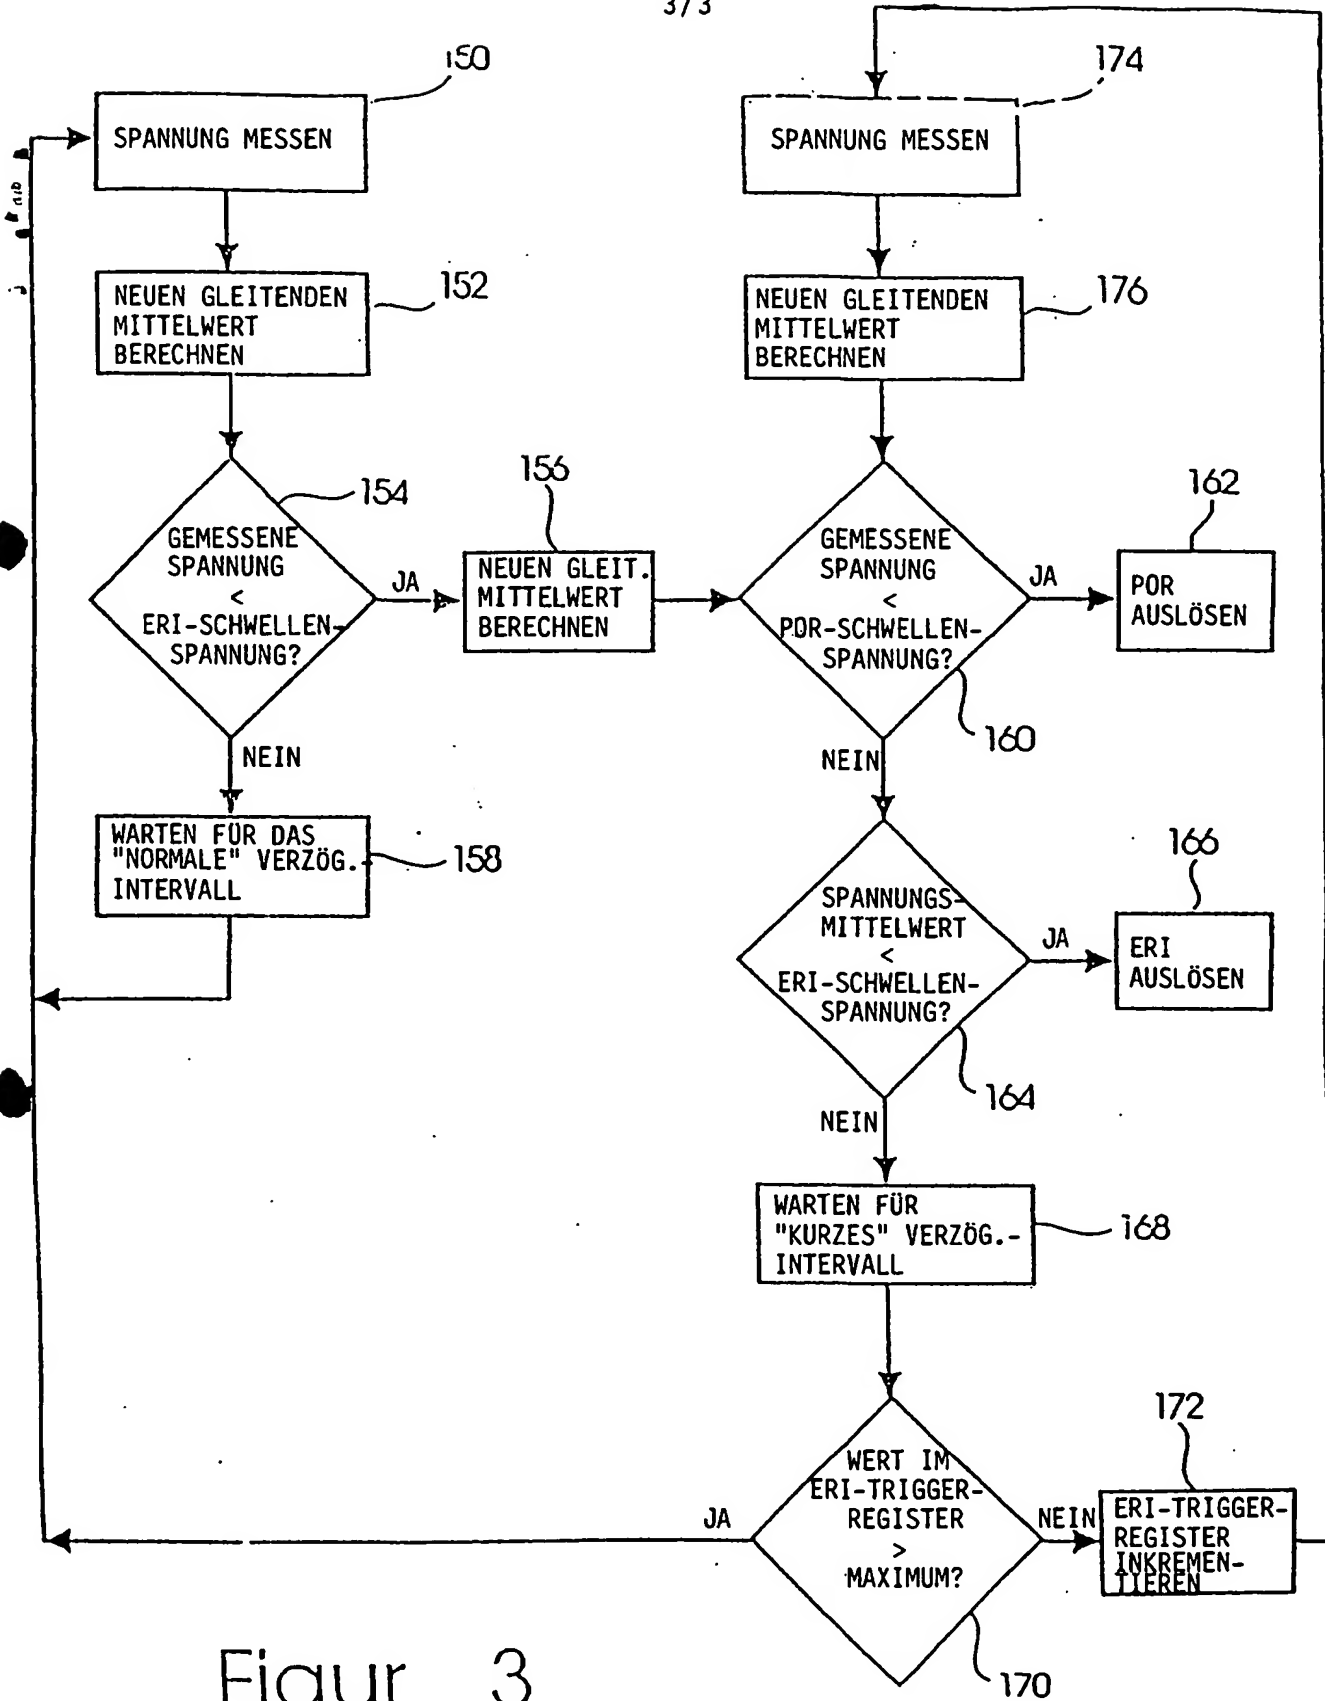 3/3
150
SPANNUNG MESSEN
152
NEUEN GLEITENDEN
MITTELWERT
BERECHNEN
154
GEMESSENE
SPANNUNG
<
ERI-SCHWELLEN-
SPANNUNG?
JA
NEIN
156
NEUEN GLEIT.
MITTELWERT
BERECHNEN
WARTEN FÜR DAS
"NORMALE" VERZÖG.-
INTERVALL
158
174
SPANNUNG MESSEN
176
NEUEN GLEITENDEN
MITTELWERT
BERECHNEN
GEMESSENE
SPANNUNG
<
POR-SCHWELLEN-
SPANNUNG?
160
JA
162
POR
AUSLÖSEN
NEIN
SPANNUNGS-
MITTELWERT
<
ERI-SCHWELLEN-
SPANNUNG?
164
JA
166
ERI
AUSLÖSEN
NEIN
WARTEN FÜR
"KURZES" VERZÖG.-
INTERVALL
168
WERT IM
ERI-TRIGGER-
REGISTER
>
MAXIMUM?
170
JA
NEIN
172
ERI-TRIGGER-
REGISTER
INKREMEN-
TIEREN
Figur 3